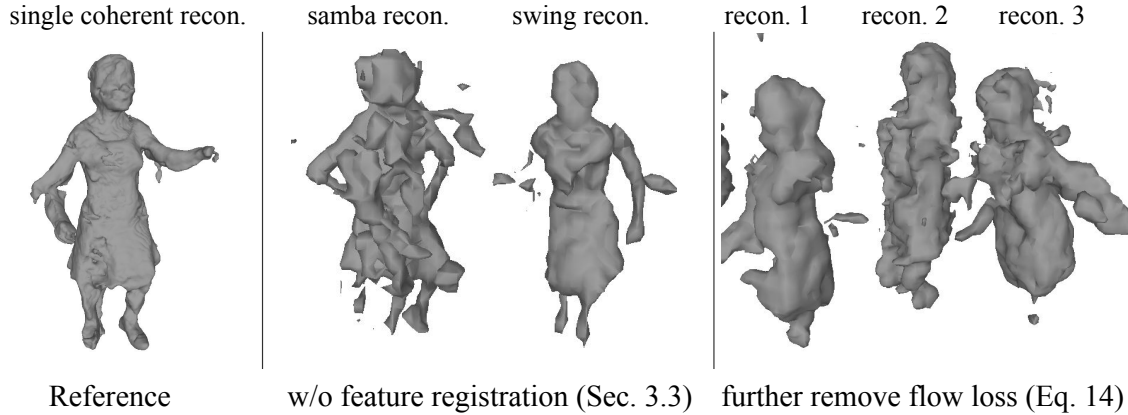 single coherent recon. samba recon. swing recon. recon. 1 recon. 2 recon. 3
Reference w/o feature registration (Sec. 3.3) further remove flow loss (Eq. 14)